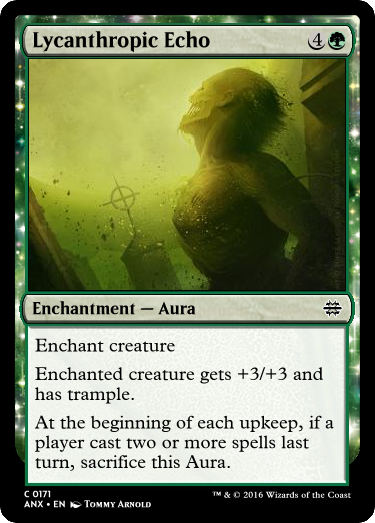 Lycanthropic Echo 4
Enchantment — Aura
Enchant creature
Enchanted creature gets +3/+3 and
has trample.
At the beginning of each upkeep, if a
player cast two or more spells last
turn, sacrifice this Aura.
C 0171
ANX • EN Tommy Arnold
™ & © 2016 Wizards of the Coast